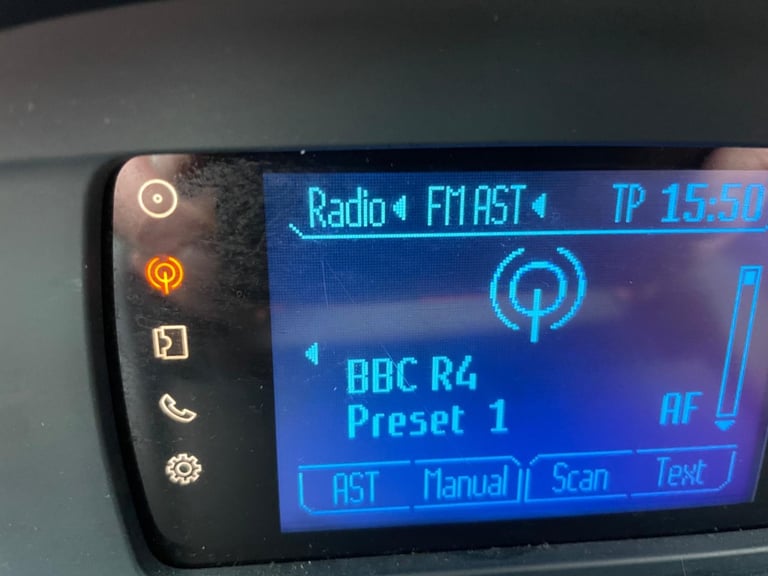 Radio FM AST TP 15:50
BBC R4
Preset 1 AF
AST Manual Scan Text